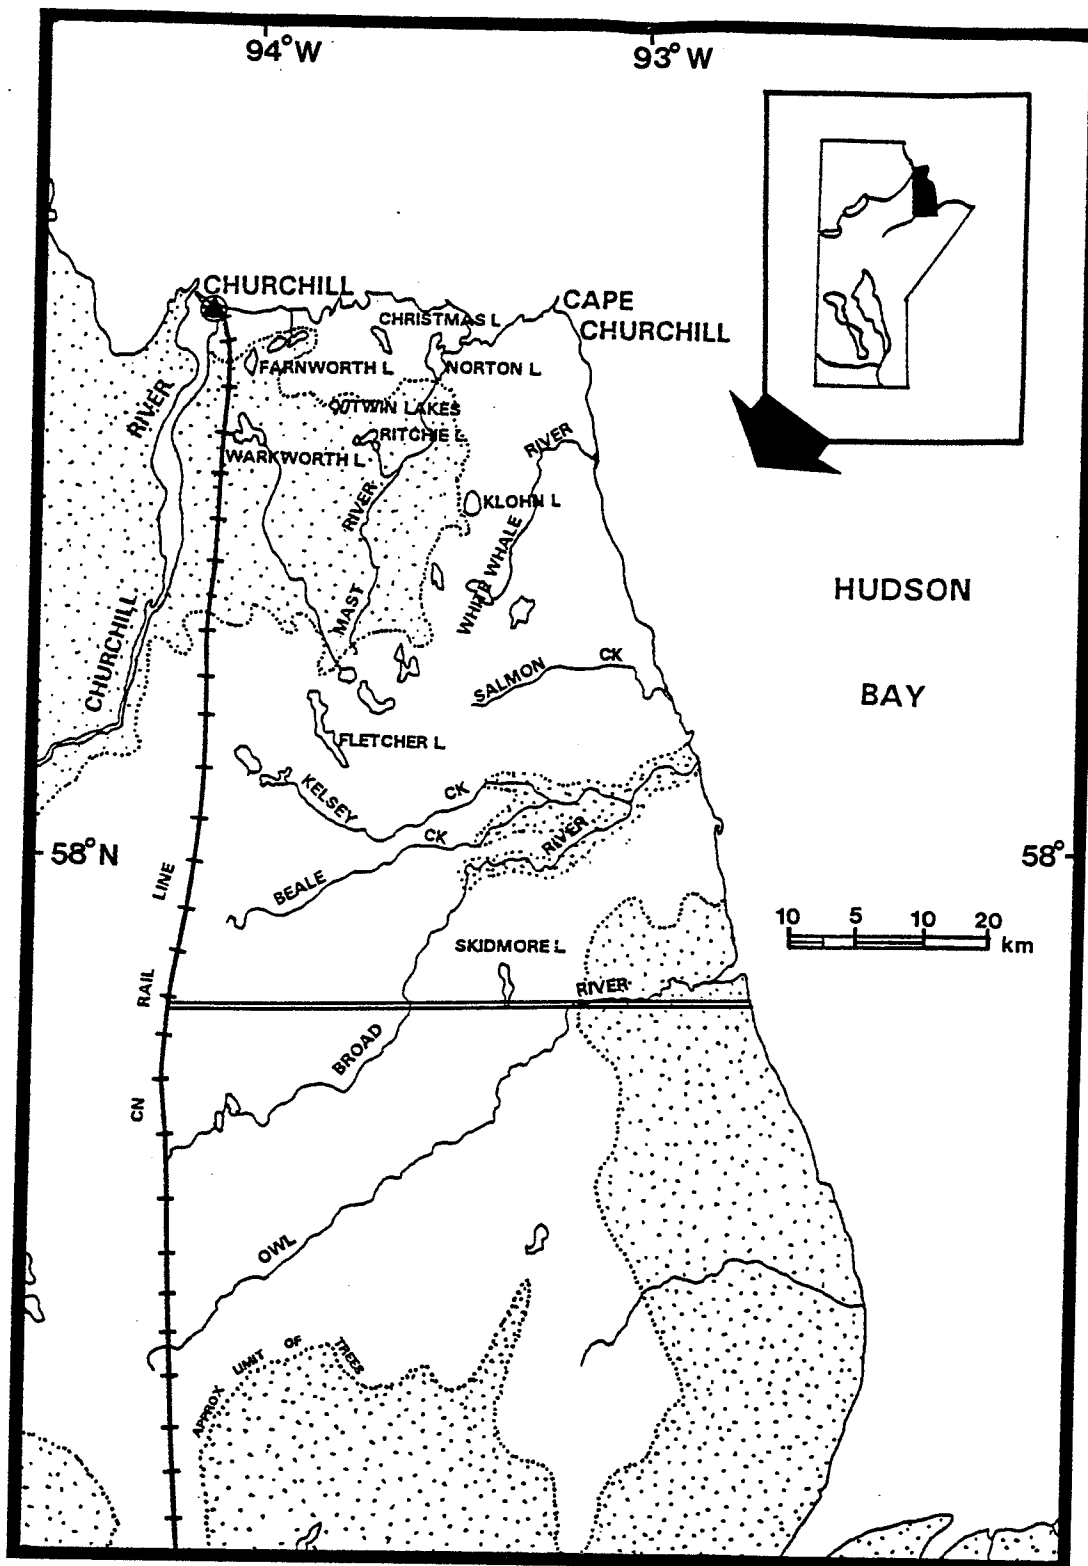 94°W
93°W
CHURCHILL
CAPE
CHURCHILL
CHRISTMAS L
FARNWORTH L
NORTON L
TWIN LAKES
RITCHIE L
WARKWORTH L
RIVER
RIVER
KLOHN L
RIVER
MAST
WHITE WHALE
CHURCHILL
HUDSON
BAY
SALMON
CK
FLETCHER L
KELSEY
CK
CK
RIVER
BEALE
58°N
58°
LINE
10 5 10 20
km
SKIDMORE L
RAIL
RIVER
BROAD
CN
OWL
APPROX LIMIT OF TREES